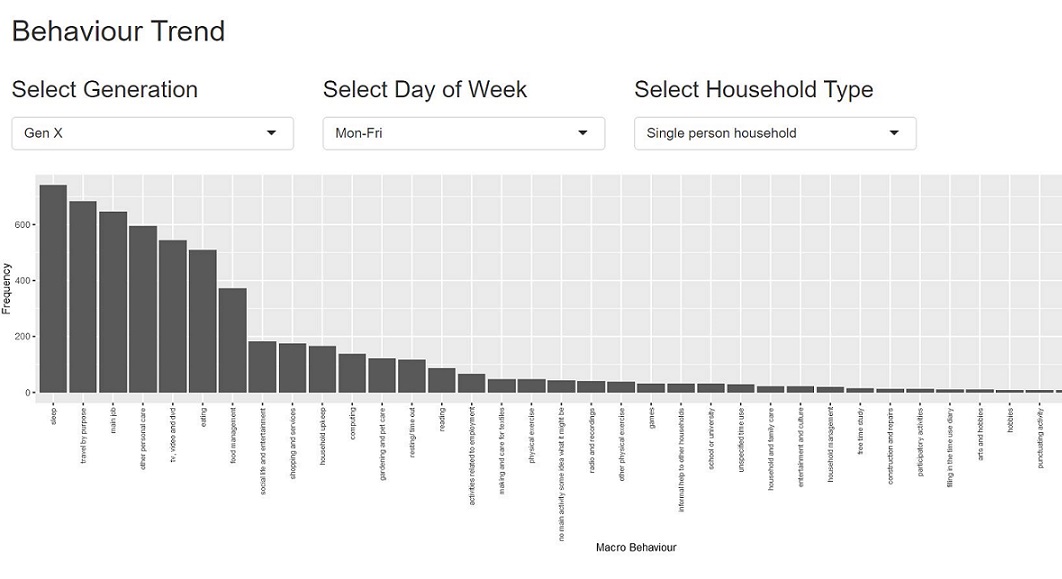 Behaviour Trend
Select Generation
Select Day of Week
Select Household Type
Gen X
Mon-Fri
Single person household
Frequency
600
400
200
0
sleep
travel by purpose
main job
other personal care
tv, video and dvd
eating
food management
social life and entertainment
shopping and services
household upkeep
computing
gardening and pet care
resting/time out
reading
activities related to employment
making and care for textiles
physical exercise
no main activity some idea what it might be
radio and recordings
other physical exercise
games
informal help to other households
school or university
unspecified time use
household and family care
entertainment and culture
household management
free time study
construction and repairs
participatory activities
filling in the time use diary
arts and hobbies
hobbies
punctuating activity
Macro Behaviour